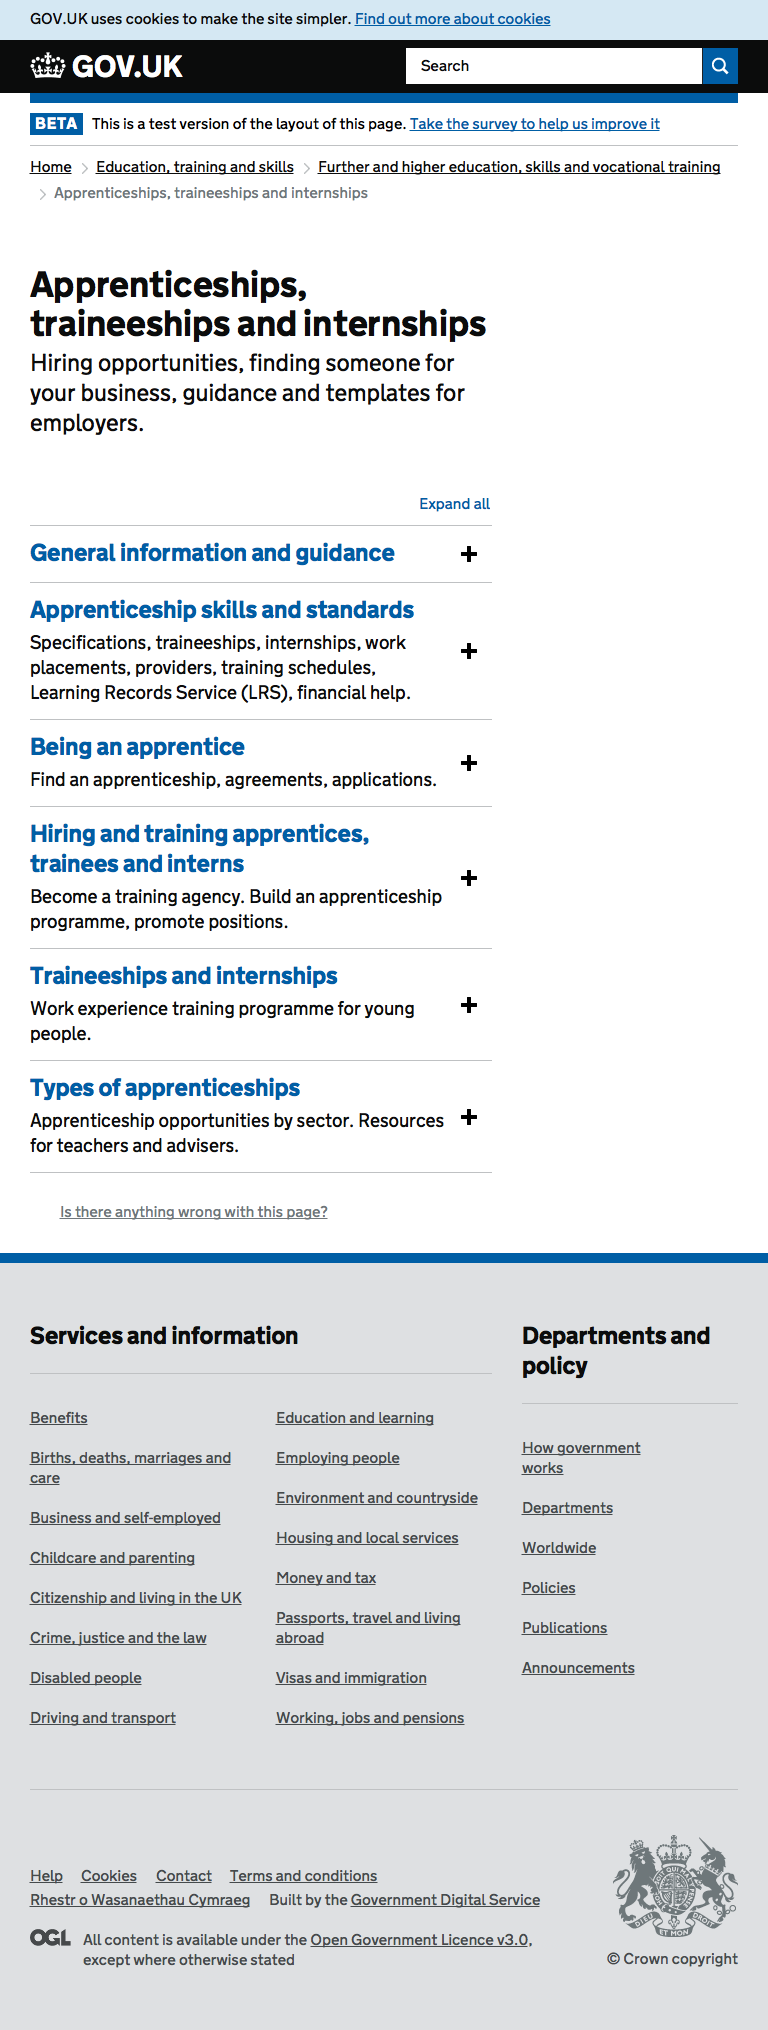 GOV.UK uses cookies to make the site simpler. Find out more about cookies
GOV.UK
Search
BETA This is a test version of the layout of this page. Take the survey to help us improve it
Home Education, training and skills Further and higher education, skills and vocational training
Apprenticeships, traineeships and internships
Apprenticeships,
traineeships and internships
Hiring opportunities, finding someone for
your business, guidance and templates for
employers.
Expand all
General information and guidance
Apprenticeship skills and standards
Specifications, traineeships, internships, work
placements, providers, training schedules,
Learning Records Service (LRS), financial help.
Being an apprentice
Find an apprenticeship, agreements, applications.
Hiring and training apprentices,
trainees and interns
Become a training agency. Build an apprenticeship
programme, promote positions.
Traineeships and internships
Work experience training programme for young
people.
Types of apprenticeships
Apprenticeship opportunities by sector. Resources
for teachers and advisers.
Is there anything wrong with this page?
Services and information
Benefits
Births, deaths, marriages and
care
Business and self-employed
Childcare and parenting
Citizenship and living in the UK
Crime, justice and the law
Disabled people
Driving and transport
Education and learning
Employing people
Environment and countryside
Housing and local services
Money and tax
Passports, travel and living
abroad
Visas and immigration
Working, jobs and pensions
Departments and
policy
How government
works
Departments
Worldwide
Policies
Publications
Announcements
Help Cookies Contact Terms and conditions
Rhestr o Wasanaethau Cymraeg Built by the Government Digital Service
OGL All content is available under the Open Government Licence v3.0,
except where otherwise stated
DIEU ET MON DROIT
© Crown copyright